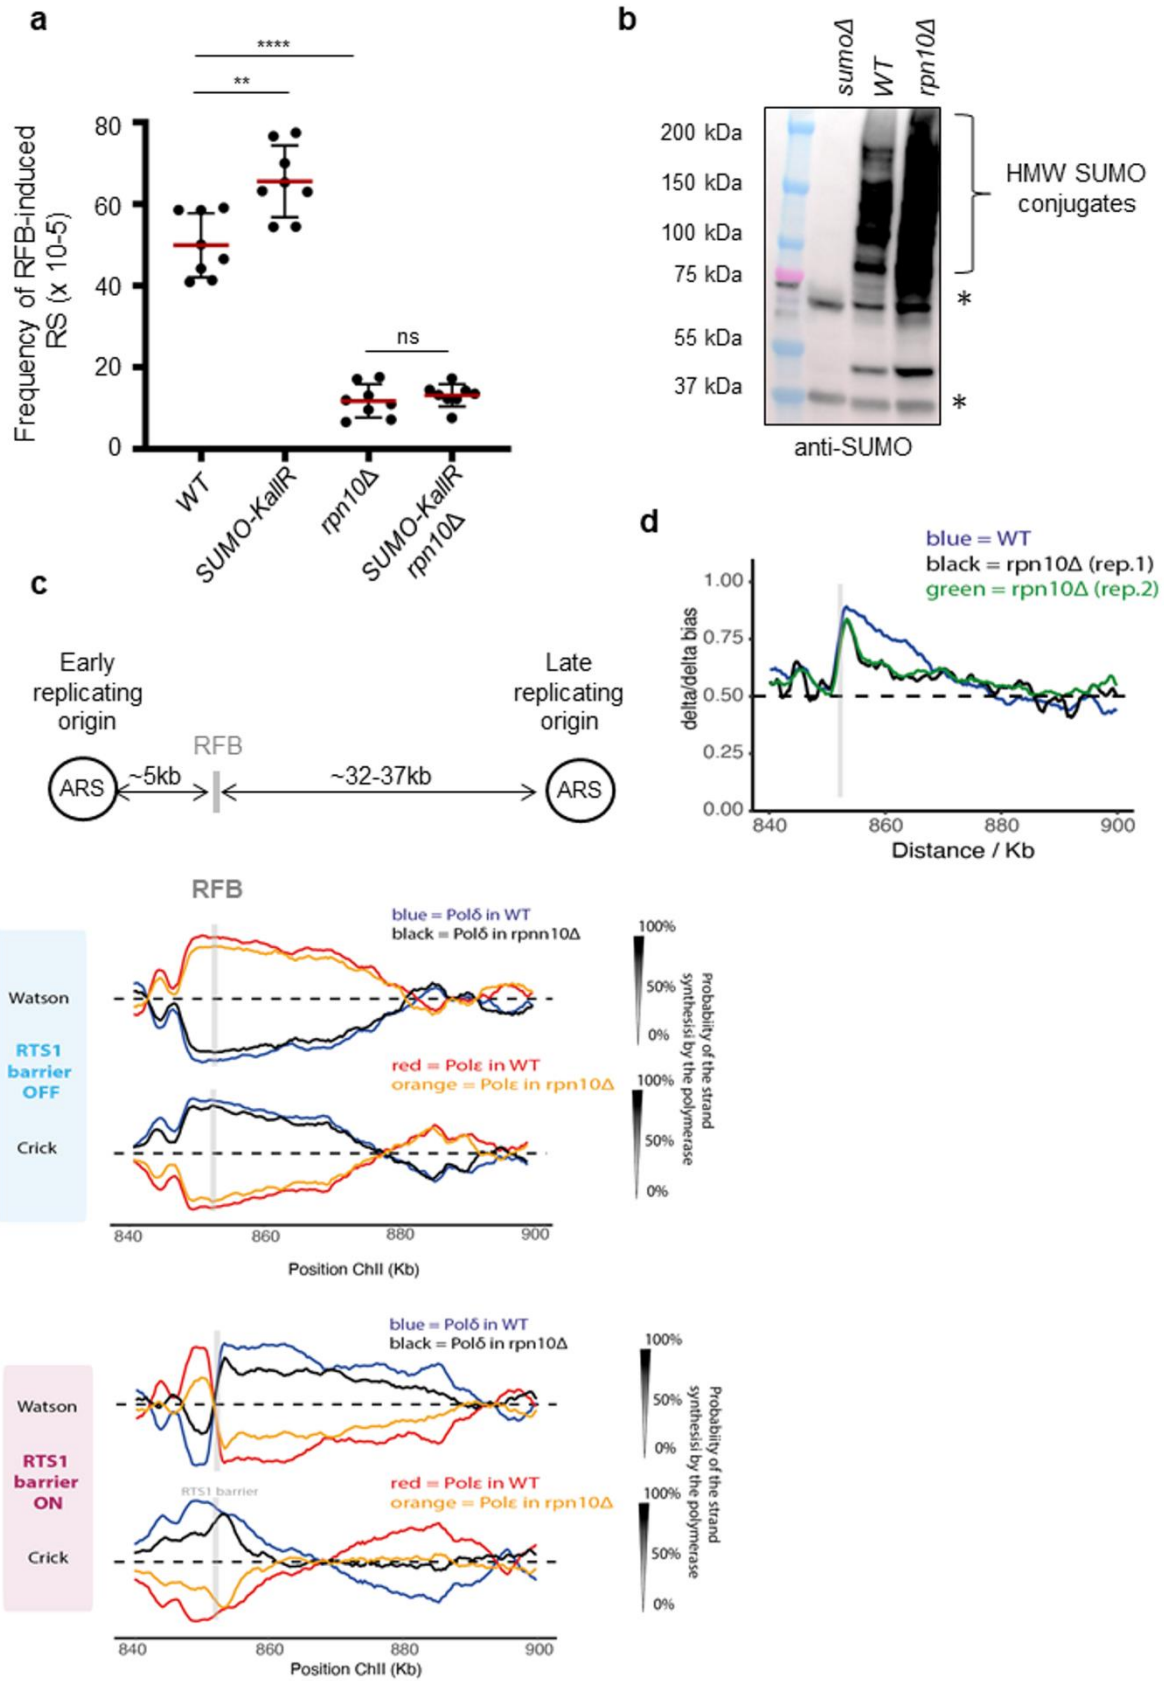 a
****
**
ns
Frequency of RFB-induced
RS (x 10-5)
80
60
40
20
0
WT
SUMO-KallR
rpn10Δ
SUMO-KallR
rpn10Δ
b
sumoΔ
WT
rpn10Δ
200 kDa
150 kDa
100 kDa
75 kDa
55 kDa
37 kDa
HMW SUMO
conjugates
*
*
anti-SUMO
c
Early
replicating
origin
Late
replicating
origin
RFB
ARS
~5kb
~32-37kb
ARS
d
blue = WT
black = rpn10Δ (rep.1)
green = rpn10Δ (rep.2)
delta/delta bias
1.00
0.75
0.50
0.25
0.00
840
860
880
900
Distance / Kb
RFB
blue = Polδ in WT
black = Polδ in rpnn10Δ
Watson
RTS1
barrier
OFF
Crick
red = Polε in WT
orange = Polε in rpn10Δ
100%
50%
0%
100%
50%
0%
Probabiity of the strand
synthesisi by the polymerase
840
860
880
900
Position ChII (Kb)
blue = Polδ in WT
black = Polδ in rpn10Δ
Watson
RTS1
barrier
ON
Crick
red = Polε in WT
orange = Polε in rpn10Δ
RTS1 barrier
100%
50%
0%
100%
50%
0%
Probabiity of the strand
synthesisi by the polymerase
840
860
880
900
Position ChII (Kb)